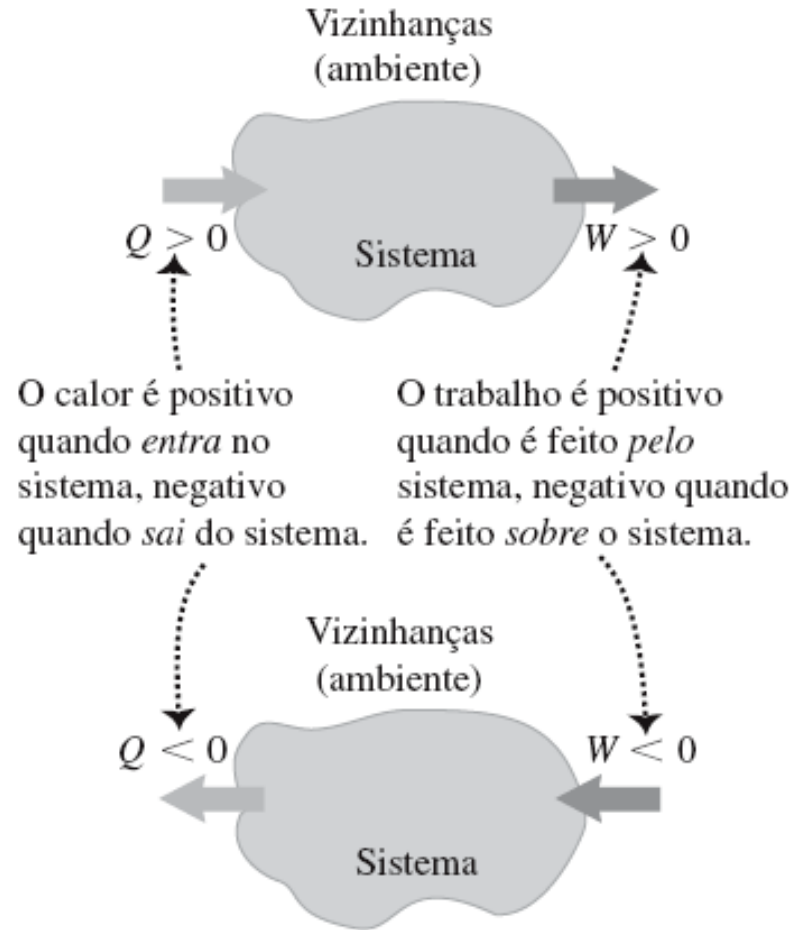 Vizinhanças
(ambiente)
Q > 0
Sistema
W > 0
O calor é positivo
quando entra no
sistema, negativo
quando sai do sistema.
O trabalho é positivo
quando é feito pelo
sistema, negativo quando
é feito sobre o sistema.
Vizinhanças
(ambiente)
Q < 0
W < 0
Sistema